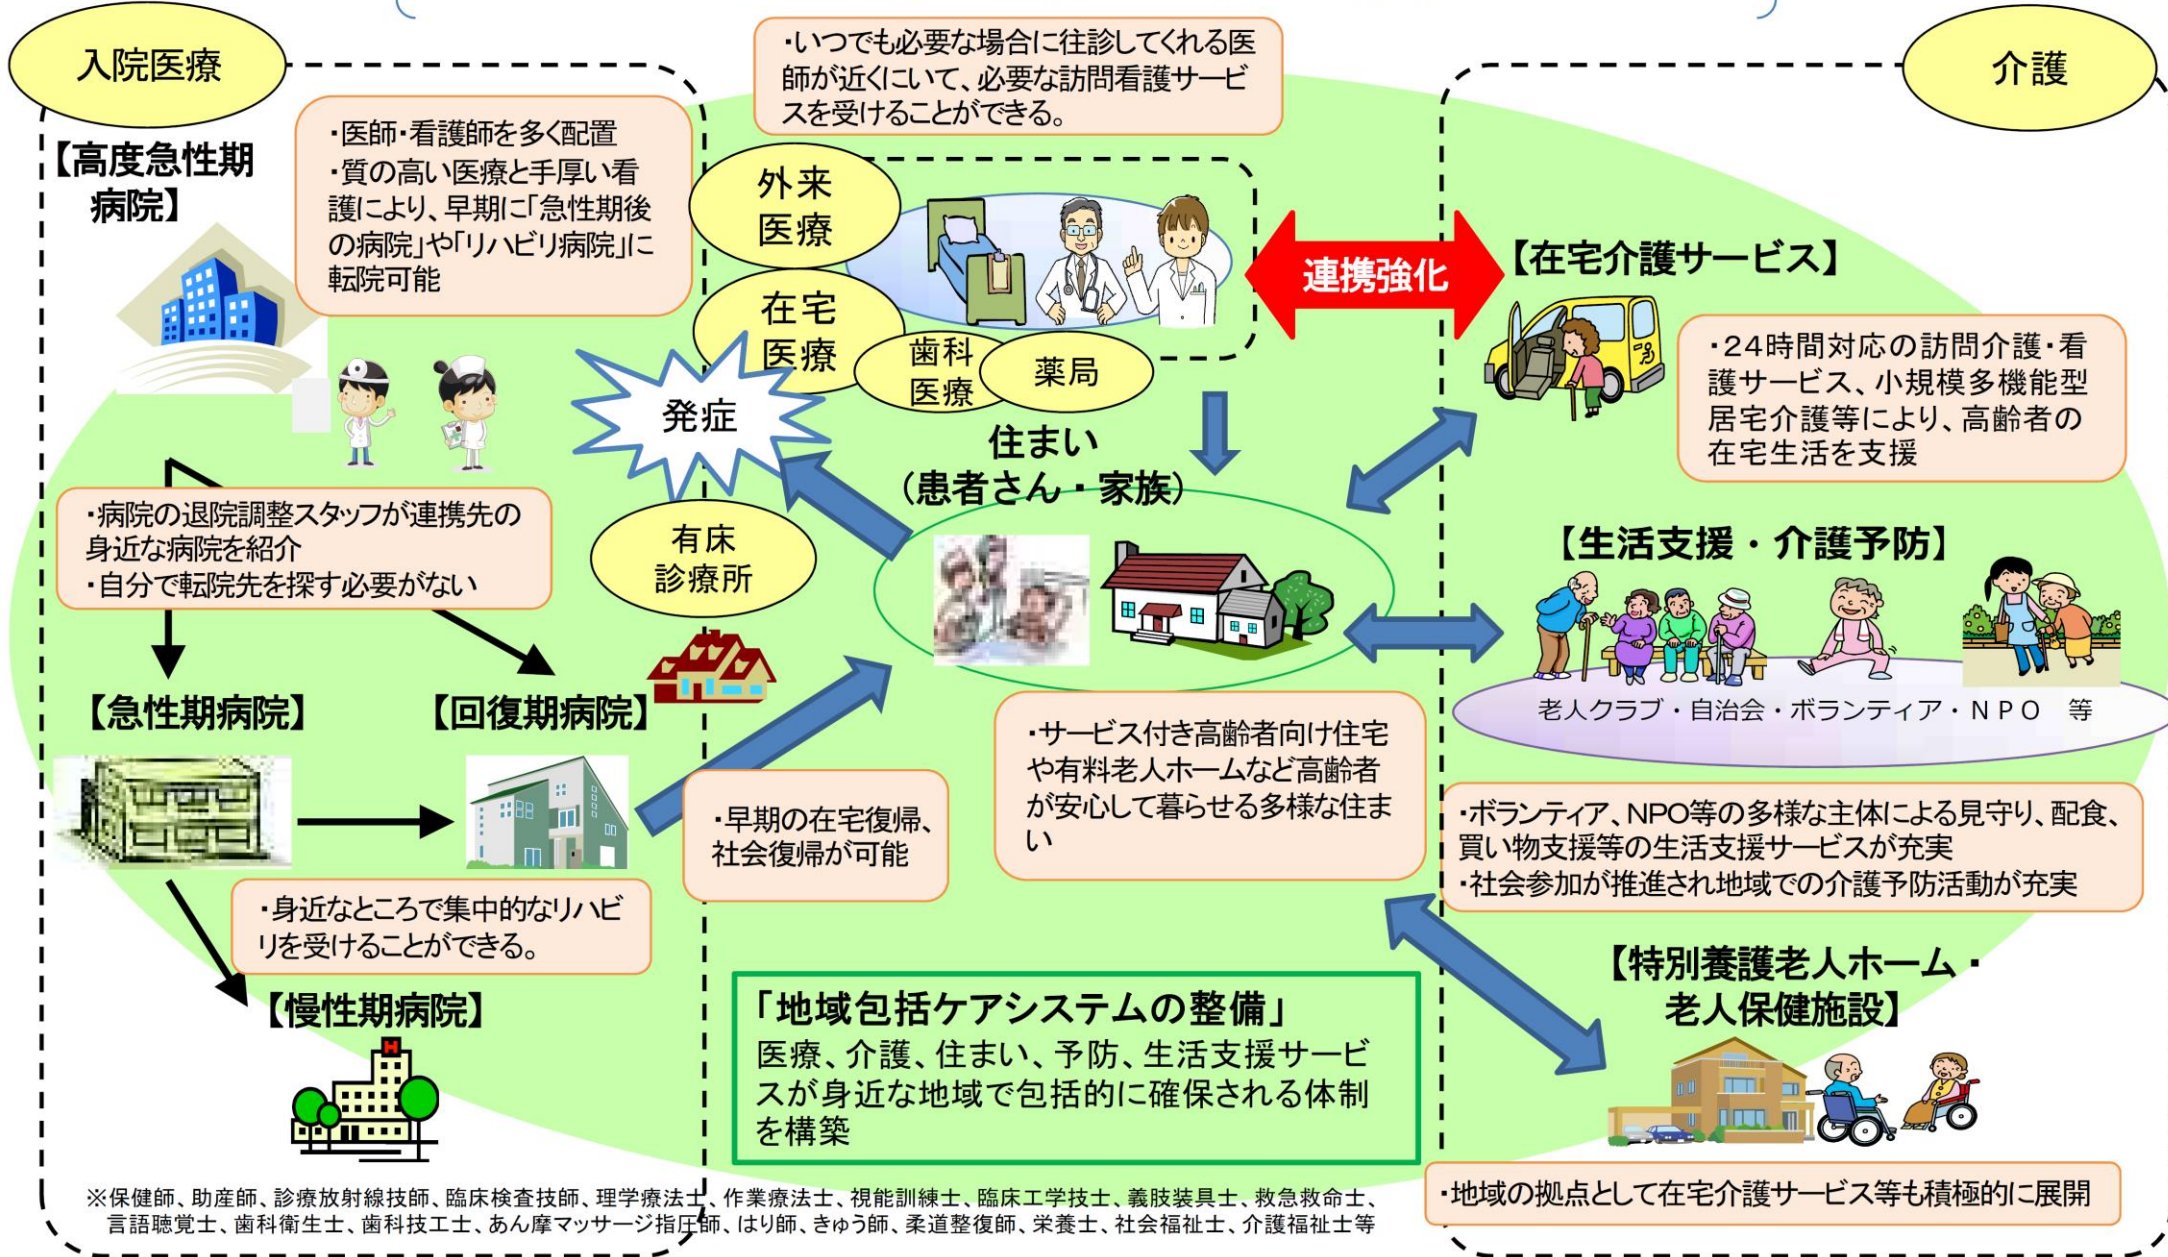 入院医療
【高度急性期
病院】
・医師・看護師を多く配置
・質の高い医療と手厚い看
護により、早期に「急性期後
の病院」や「リハビリ病院」に
転院可能
・病院の退院調整スタッフが連携先の
身近な病院を紹介
・自分で転院先を探す必要がない
【急性期病院】
【回復期病院】
・身近なところで集中的なリハビ
リを受けることができる。
【慢性期病院】
・いつでも必要な場合に往診してくれる医
師が近くにいて、必要な訪問看護サービ
スを受けることができる。
外来
医療
在宅
医療
歯科
医療
薬局
発症
有床
診療所
住まい
(患者さん・家族)
・早期の在宅復帰、
社会復帰が可能
・サービス付き高齢者向け住宅
や有料老人ホームなど高齢者
が安心して暮らせる多様な住ま
い
「地域包括ケアシステムの整備」
医療、介護、住まい、予防、生活支援サービ
スが身近な地域で包括的に確保される体制
を構築
連携強化
介護
【在宅介護サービス】
・24時間対応の訪問介護・看
護サービス、小規模多機能型
居宅介護等により、高齢者の
在宅生活を支援
【生活支援・介護予防】
老人クラブ・自治会・ボランティア・NPO 等
・ボランティア、NPO等の多様な主体による見守り、配食、
買い物支援等の生活支援サービスが充実
・社会参加が推進され地域での介護予防活動が充実
【特別養護老人ホーム・
老人保健施設】
・地域の拠点として在宅介護サービス等も積極的に展開
※保健師、助産師、診療放射線技師、臨床検査技師、理学療法士、作業療法士、視能訓練士、臨床工学技士、義肢装具士、救急救命士、
言語聴覚士、歯科衛生士、歯科技工士、あん摩マッサージ指圧師、はり師、きゅう師、柔道整復師、栄養士、社会福祉士、介護福祉士等
H